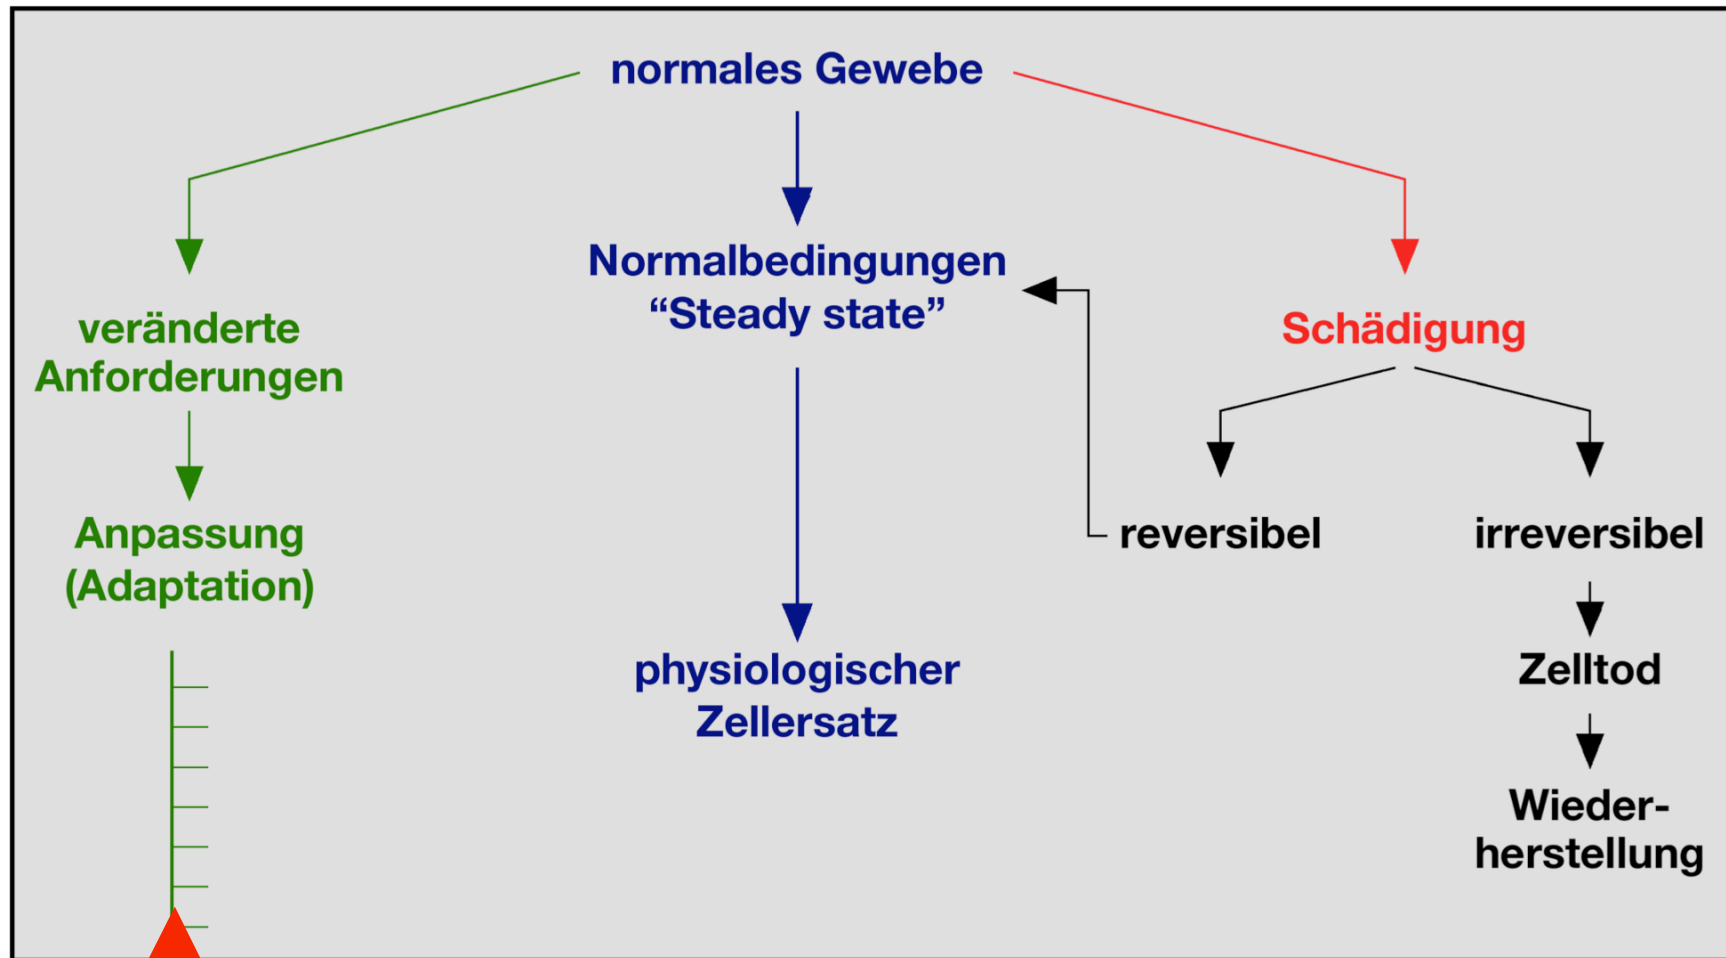 normales Gewebe
Normalbedingungen
“Steady state”
veränderte
Anforderungen
Schädigung
Anpassung
(Adaptation)
reversibel
irreversibel
physiologischer
Zellersatz
Zelltod
Wieder-
herstellung